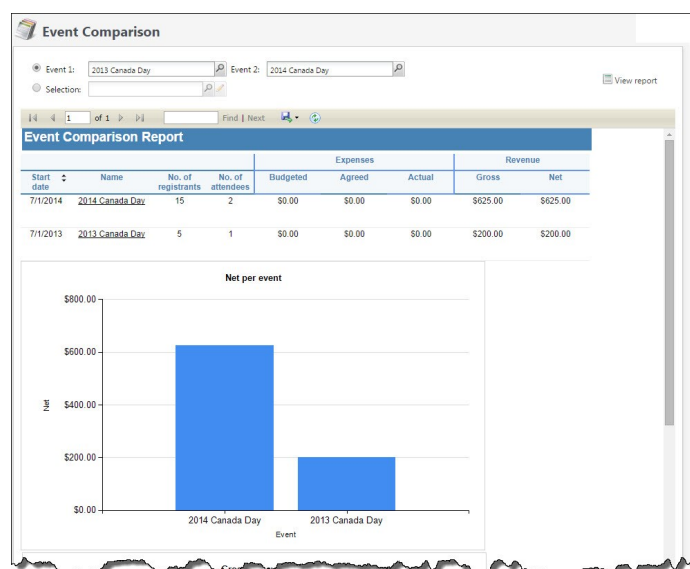 Event Comparison
Event 1: 2013 Canada Day Event 2: 2014 Canada Day
Selection:
View report
1 of 1 Find | Next
Event Comparison Report
Expenses Revenue
Start date Name No. of registrants No. of attendees Budgeted Agreed Actual Gross Net
7/1/2014 2014 Canada Day 15 2 $0.00 $0.00 $0.00 $625.00 $625.00
7/1/2013 2013 Canada Day 5 1 $0.00 $0.00 $0.00 $200.00 $200.00
Net per event
$800.00
$600.00
$400.00
$200.00
$0.00
Net
2014 Canada Day 2013 Canada Day
Event